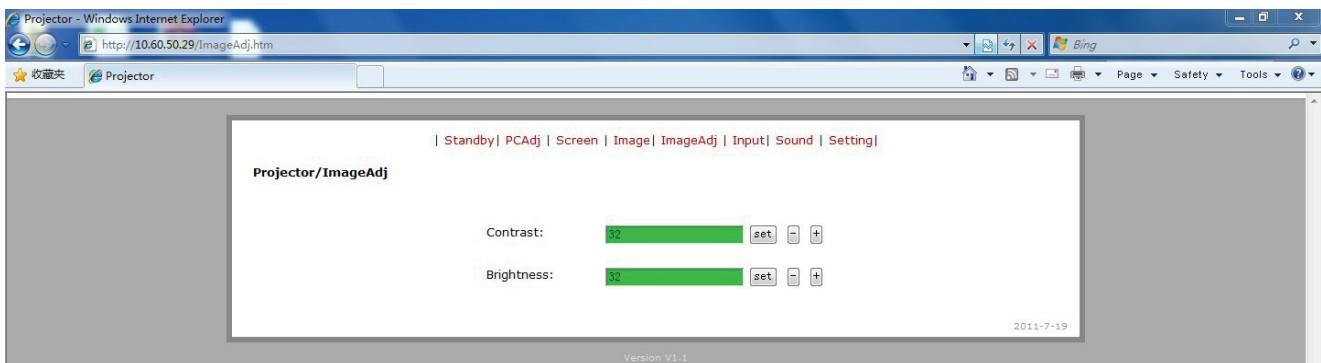 Projector - Windows Internet Explorer
http://10.60.50.29/ImageAdj.htm
Bing
收藏夹 Projector
Page Safety Tools
| Standby| PCAdj | Screen | Image| ImageAdj | Input| Sound | Setting|
Projector/ImageAdj
Contrast: 32 set - +
Brightness: 32 set - +
2011-7-19
Version V1.1